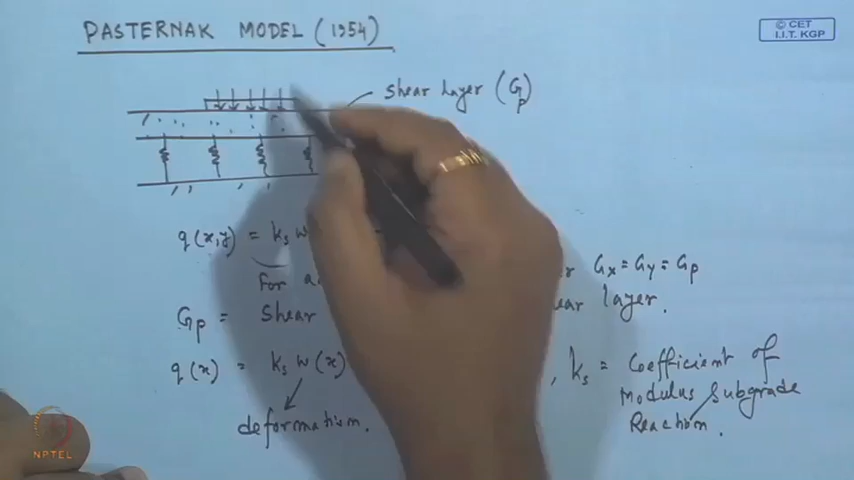 PASTERNAK MODEL (1954)
© CET
I.I.T. KGP
Shear Layer (Gp)
q(x,y) = ks w
For Gx = Gy = Gp
Gp = Shear layer.
q(x) = ks w(x) , ks = Coefficient of
Modulus Subgrade
deformation. Reaction.
NPTEL